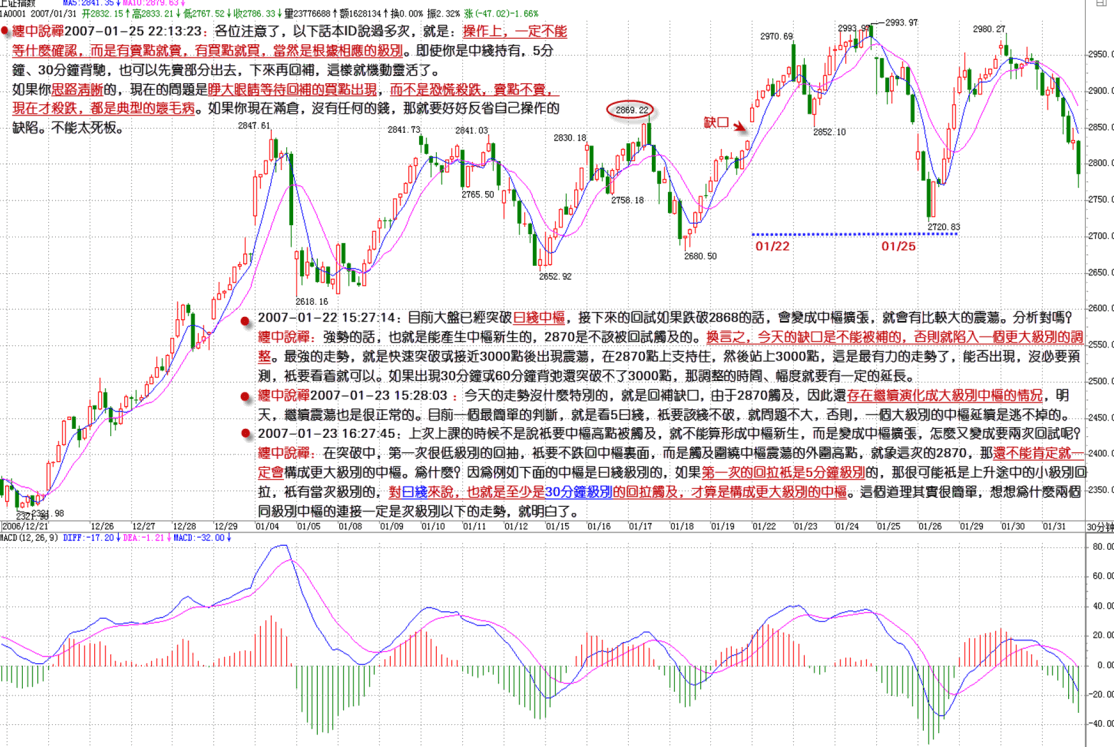 上证指数 MA5:2841.35↓ MA10:2879.63↓
1A0001 2007/01/31 开2832.15↑高2833.21↓低2767.52↓收2786.33↓量23776688↑额1628134↑换0.00% 振2.32% 涨(-47.02)-1.66%
纏中說禪2007-01-25 22:13:23：各位注意了，以下話本ID說過多次，就是：操作上，一定不能
等什麼確認，而是有賣點就賣，有買點就買，當然是根據相應的級別。即使你是中綫持有，5分
鐘、30分鐘背馳，也可以先賣部分出去，下來再回補，這樣就機動靈活了。
如果你思路清晰的，現在的問題是睜大眼睛等待回補的買點出現，而不是恐慌殺跌，賣點不賣，
現在才殺跌，都是典型的壞毛病。如果你現在滿倉，沒有任何的錢，那就要好好反省自己操作的
缺陷。不能太死板。
2993.97
2993.97
2970.69
2980.27
2950.0
2900.0
2869.22
缺口
2852.10
2850.0
2847.61
2841.73
2841.03
2830.18
2800.0
2765.50
2758.18
2750.0
2720.83
2700.0
01/22
01/25
2680.50
2652.92
2650.0
2618.16
2600.0
2007-01-22 15:27:14：目前大盤已經突破日綫中樞，接下來的回試如果跌破2868的話，會變成中樞擴張，就會有比較大的震蕩。分析對嗎？
纏中說禪：強勢的話，也就是能產生中樞新生的，2870是不該被回試觸及的。換言之，今天的缺口是不能被補的，否則就陷入一個更大級別的調
整。最強的走勢，就是快速突破或接近3000點後出現震蕩，在2870點上支持住，然後站上3000點，這是最有力的走勢了，能否出現，沒必要預
測，衹要看着就可以。如果出現30分鐘或60分鐘背弛還突破不了3000點，那調整的時間、幅度就要有一定的延長。
纏中說禪2007-01-23 15:28:03：今天的走勢沒什麼特別的，就是回補缺口，由于2870觸及，因此還存在繼續演化成大級別中樞的情況，明
天，繼續震蕩也是很正常的。目前一個最簡單的判斷，就是看5日綫，衹要該綫不破，就問題不大，否則，一個大級別的中樞延續是逃不掉的。
2007-01-23 16:27:45：上次上課的時候不是說衹要中樞高點被觸及，就不能算形成中樞新生，而是變成中樞擴張，怎麼又變成要兩次回試呢？
纏中說禪：在突破中，第一次很低級別的回抽，衹要不跌回中樞裏面，而是觸及圍繞中樞震蕩的外圍高點，就象這次的2870，那還不能肯定就一
定會構成更大級別的中樞。爲什麼？因爲例如下面的中樞是日綫級別的，如果第一次的回拉衹是5分鐘級別的，那很可能衹是上升途中的小級別回
拉，衹有當次級別的，對日綫來說，也就是至少是30分鐘級別的回拉觸及，才算是構成更大級別的中樞。這個道理其實很簡單，想想爲什麼兩個
同級別中樞的連接一定是次級別以下的走勢，就明白了。
2550.0
2500.0
2450.0
2400.0
2350.0
2321.98
2321.98
2006/12/21 12/26 12/27 12/28 12/29 01/04 01/05 01/08 01/09 01/10 01/11 01/12 01/15 01/16 01/17 01/18 01/19 01/22 01/23 01/24 01/25 01/26 01/29 01/30 01/31 30分钟
MACD(12,26,9) DIFF:-17.20↓ DEA:-1.21↓ MACD:-32.00↓
80.00
60.00
40.00
20.00
0.00
-20.00
-40.00